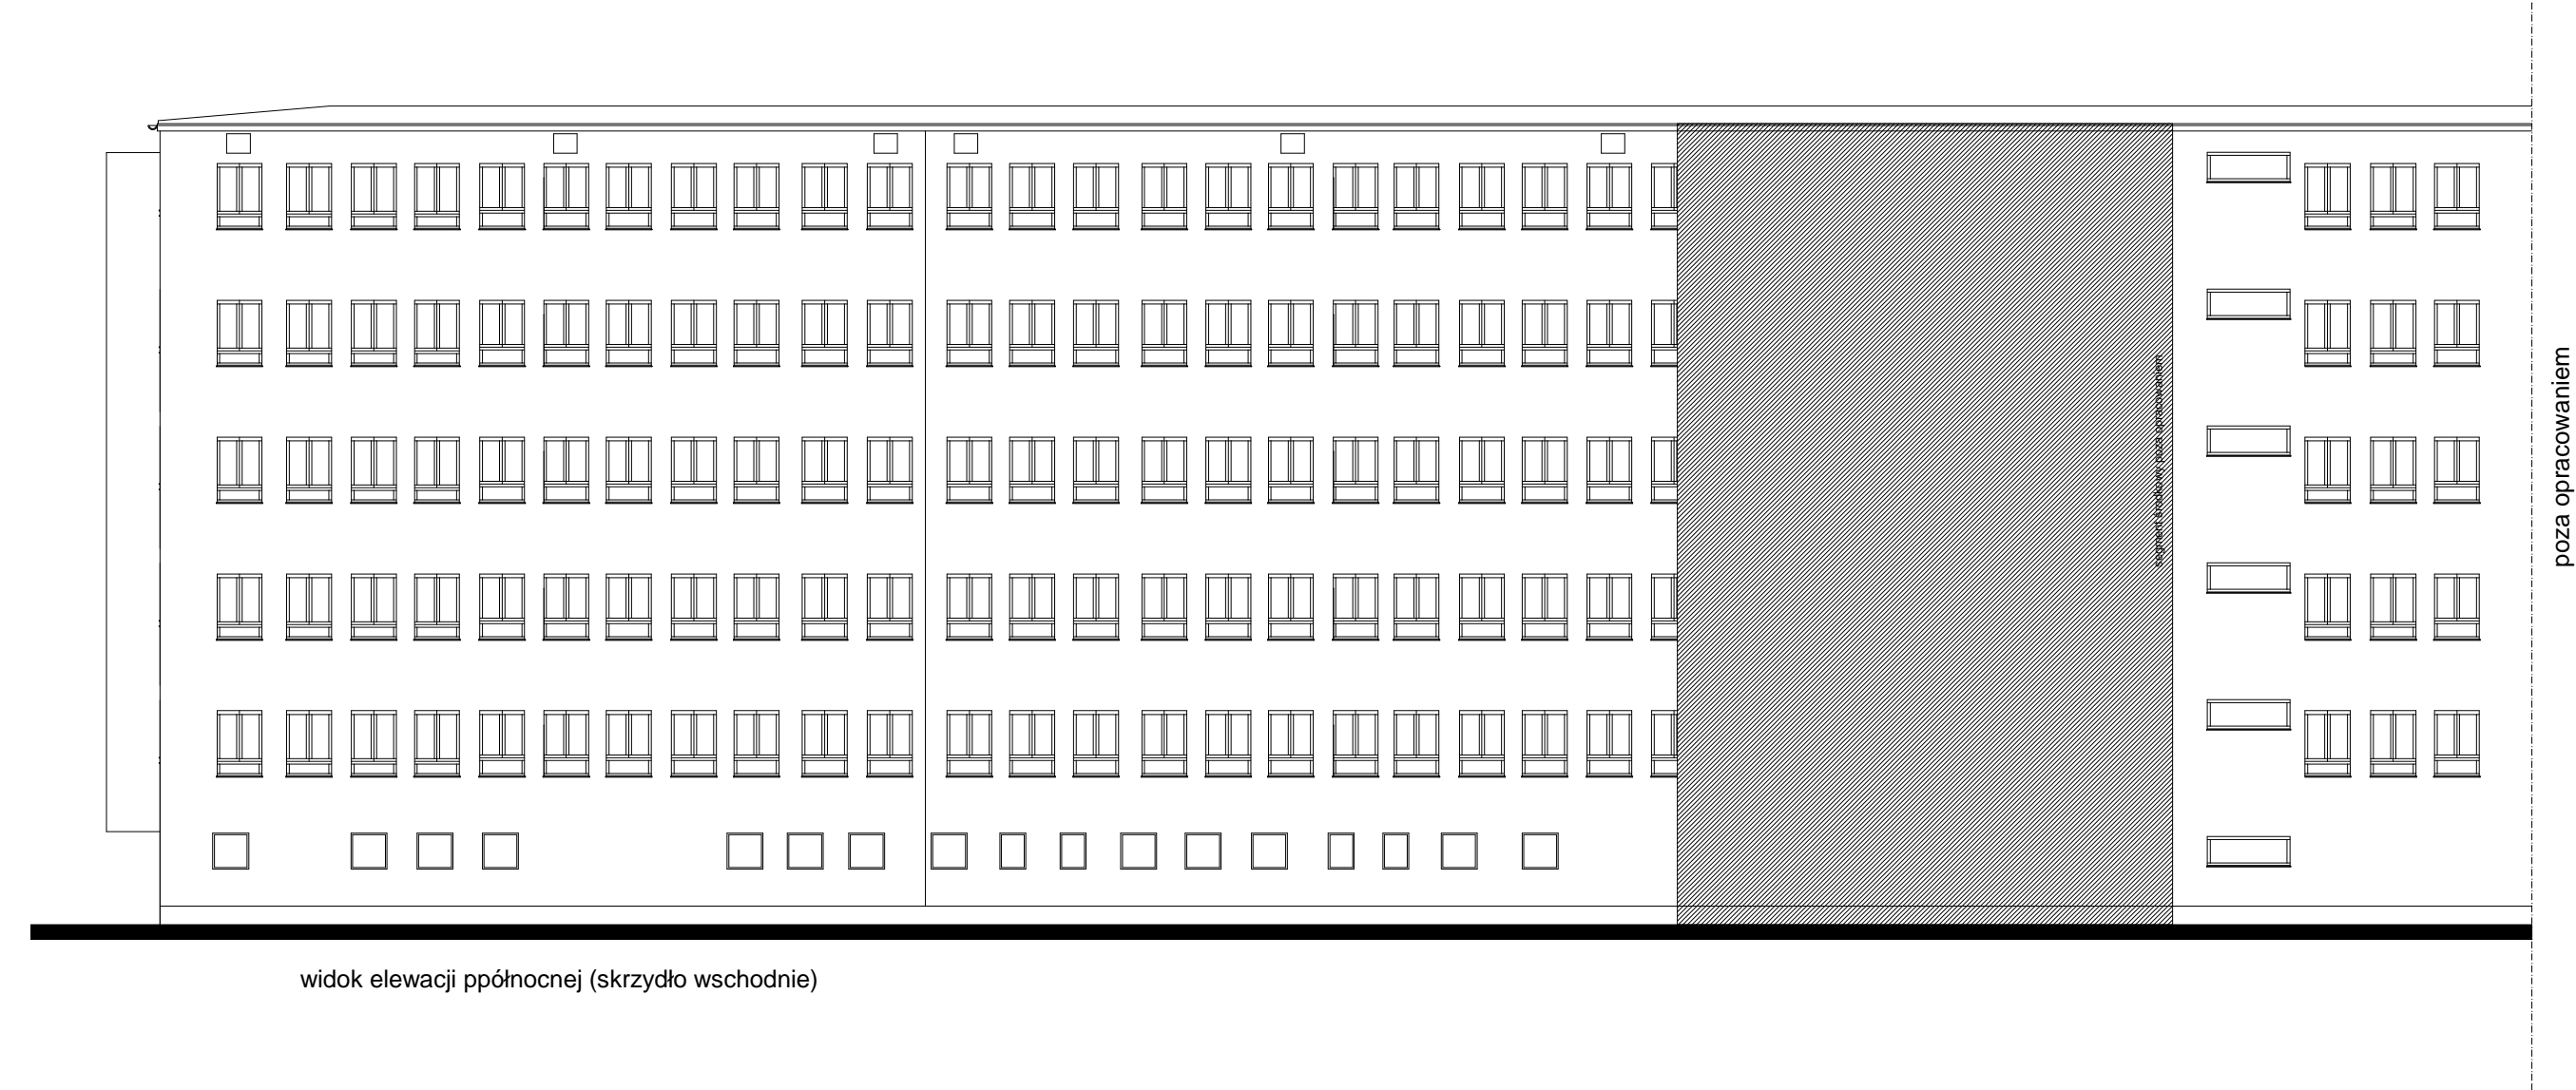 segment środkowy poza opracowaniem
poza opracowaniem
widok elewacji ppółnocnej (skrzydło wschodnie)